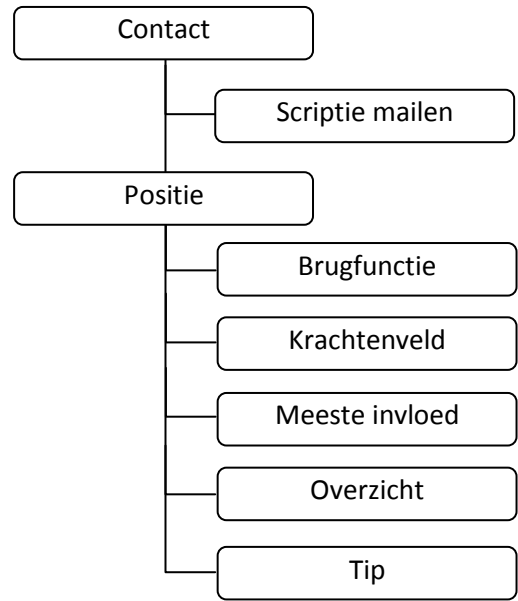 Contact
Scriptie mailen
Positie
Brugfunctie
Krachtenveld
Meeste invloed
Overzicht
Tip